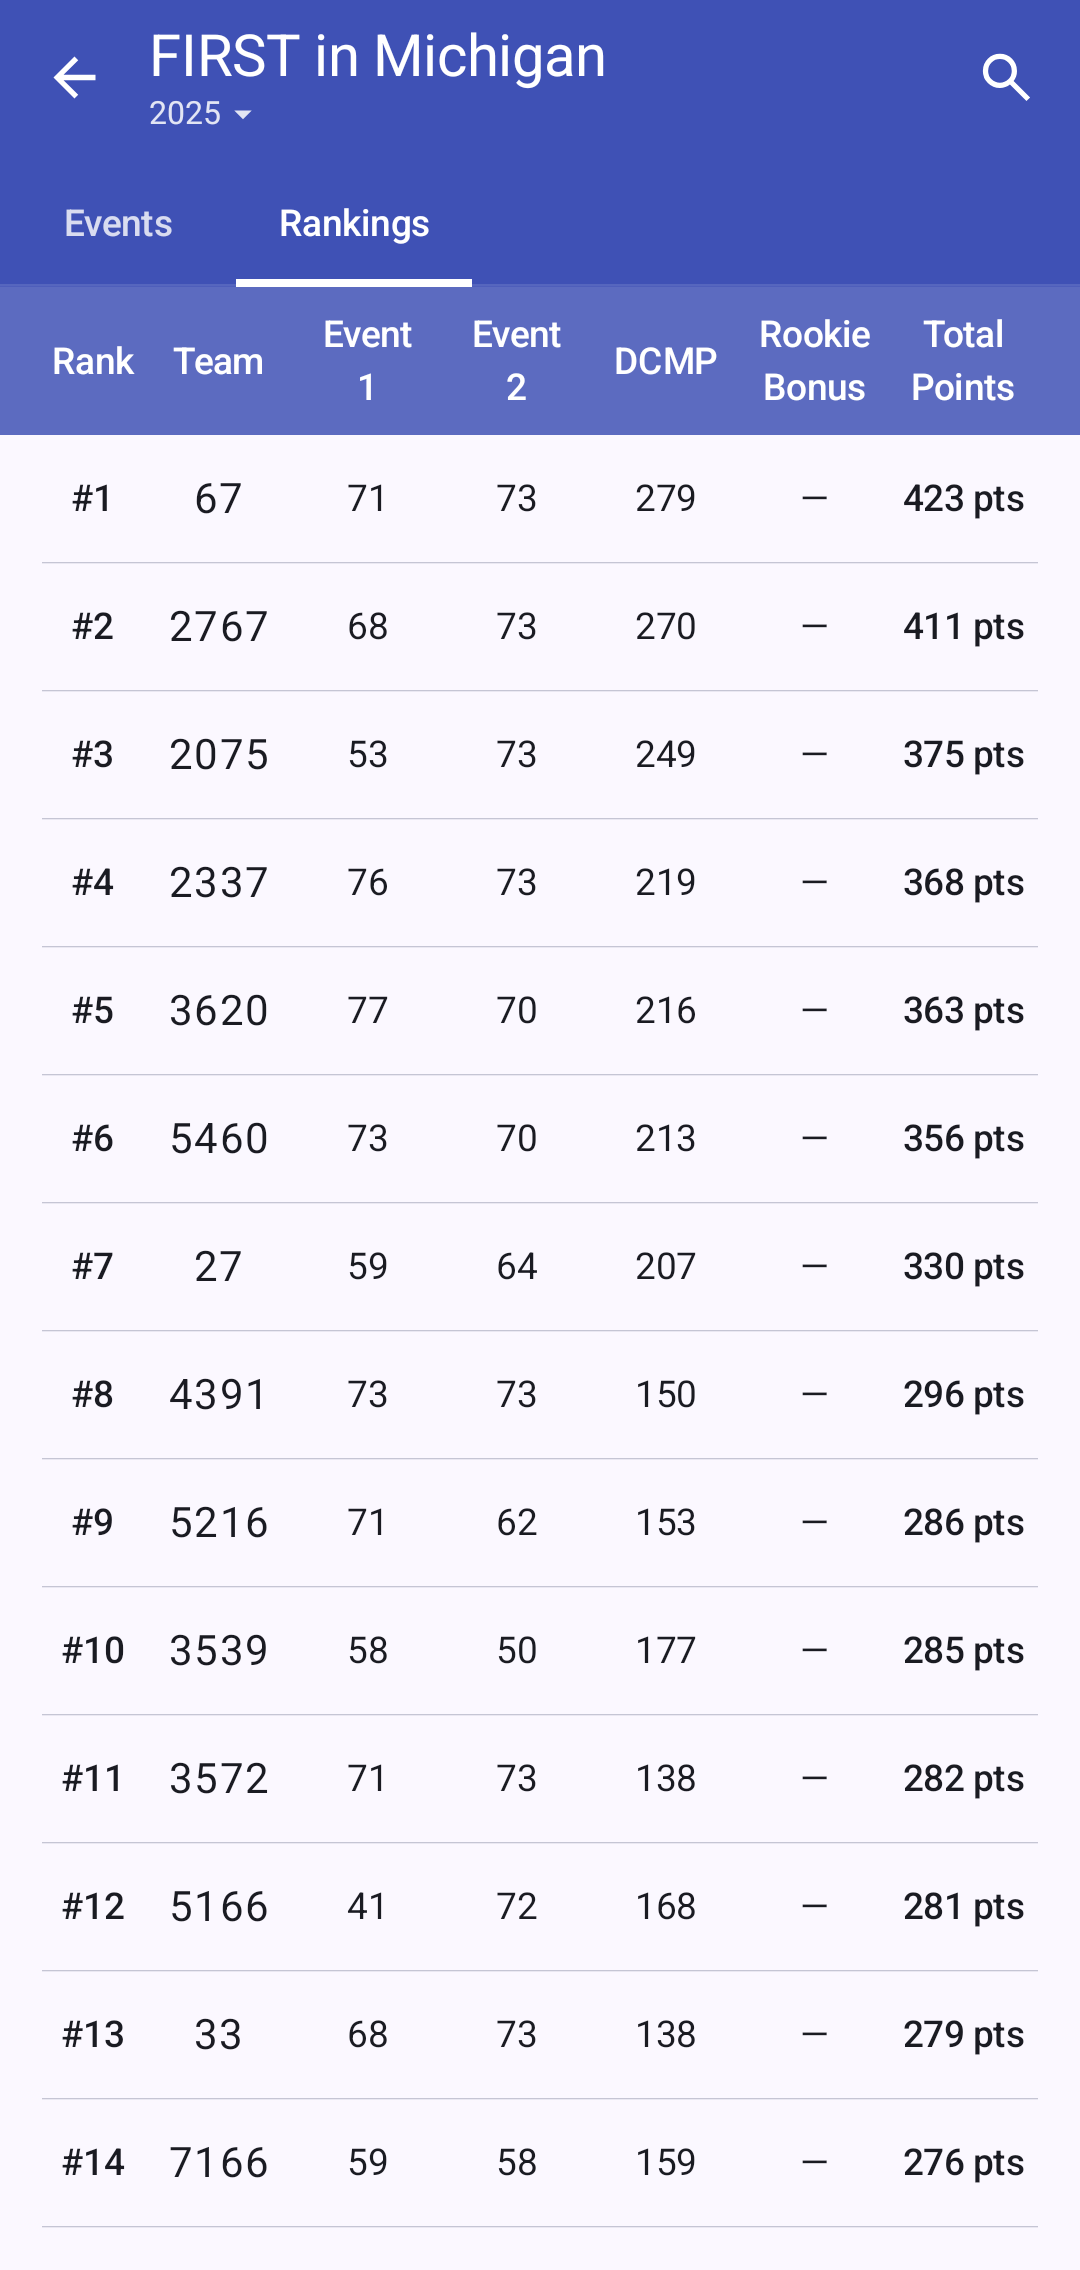 FIRST in Michigan
2025
Events Rankings
Rank Team Event 1 Event 2 DCMP Rookie Bonus Total Points
#1 67 71 73 279 — 423 pts
#2 2767 68 73 270 — 411 pts
#3 2075 53 73 249 — 375 pts
#4 2337 76 73 219 — 368 pts
#5 3620 77 70 216 — 363 pts
#6 5460 73 70 213 — 356 pts
#7 27 59 64 207 — 330 pts
#8 4391 73 73 150 — 296 pts
#9 5216 71 62 153 — 286 pts
#10 3539 58 50 177 — 285 pts
#11 3572 71 73 138 — 282 pts
#12 5166 41 72 168 — 281 pts
#13 33 68 73 138 — 279 pts
#14 7166 59 58 159 — 276 pts